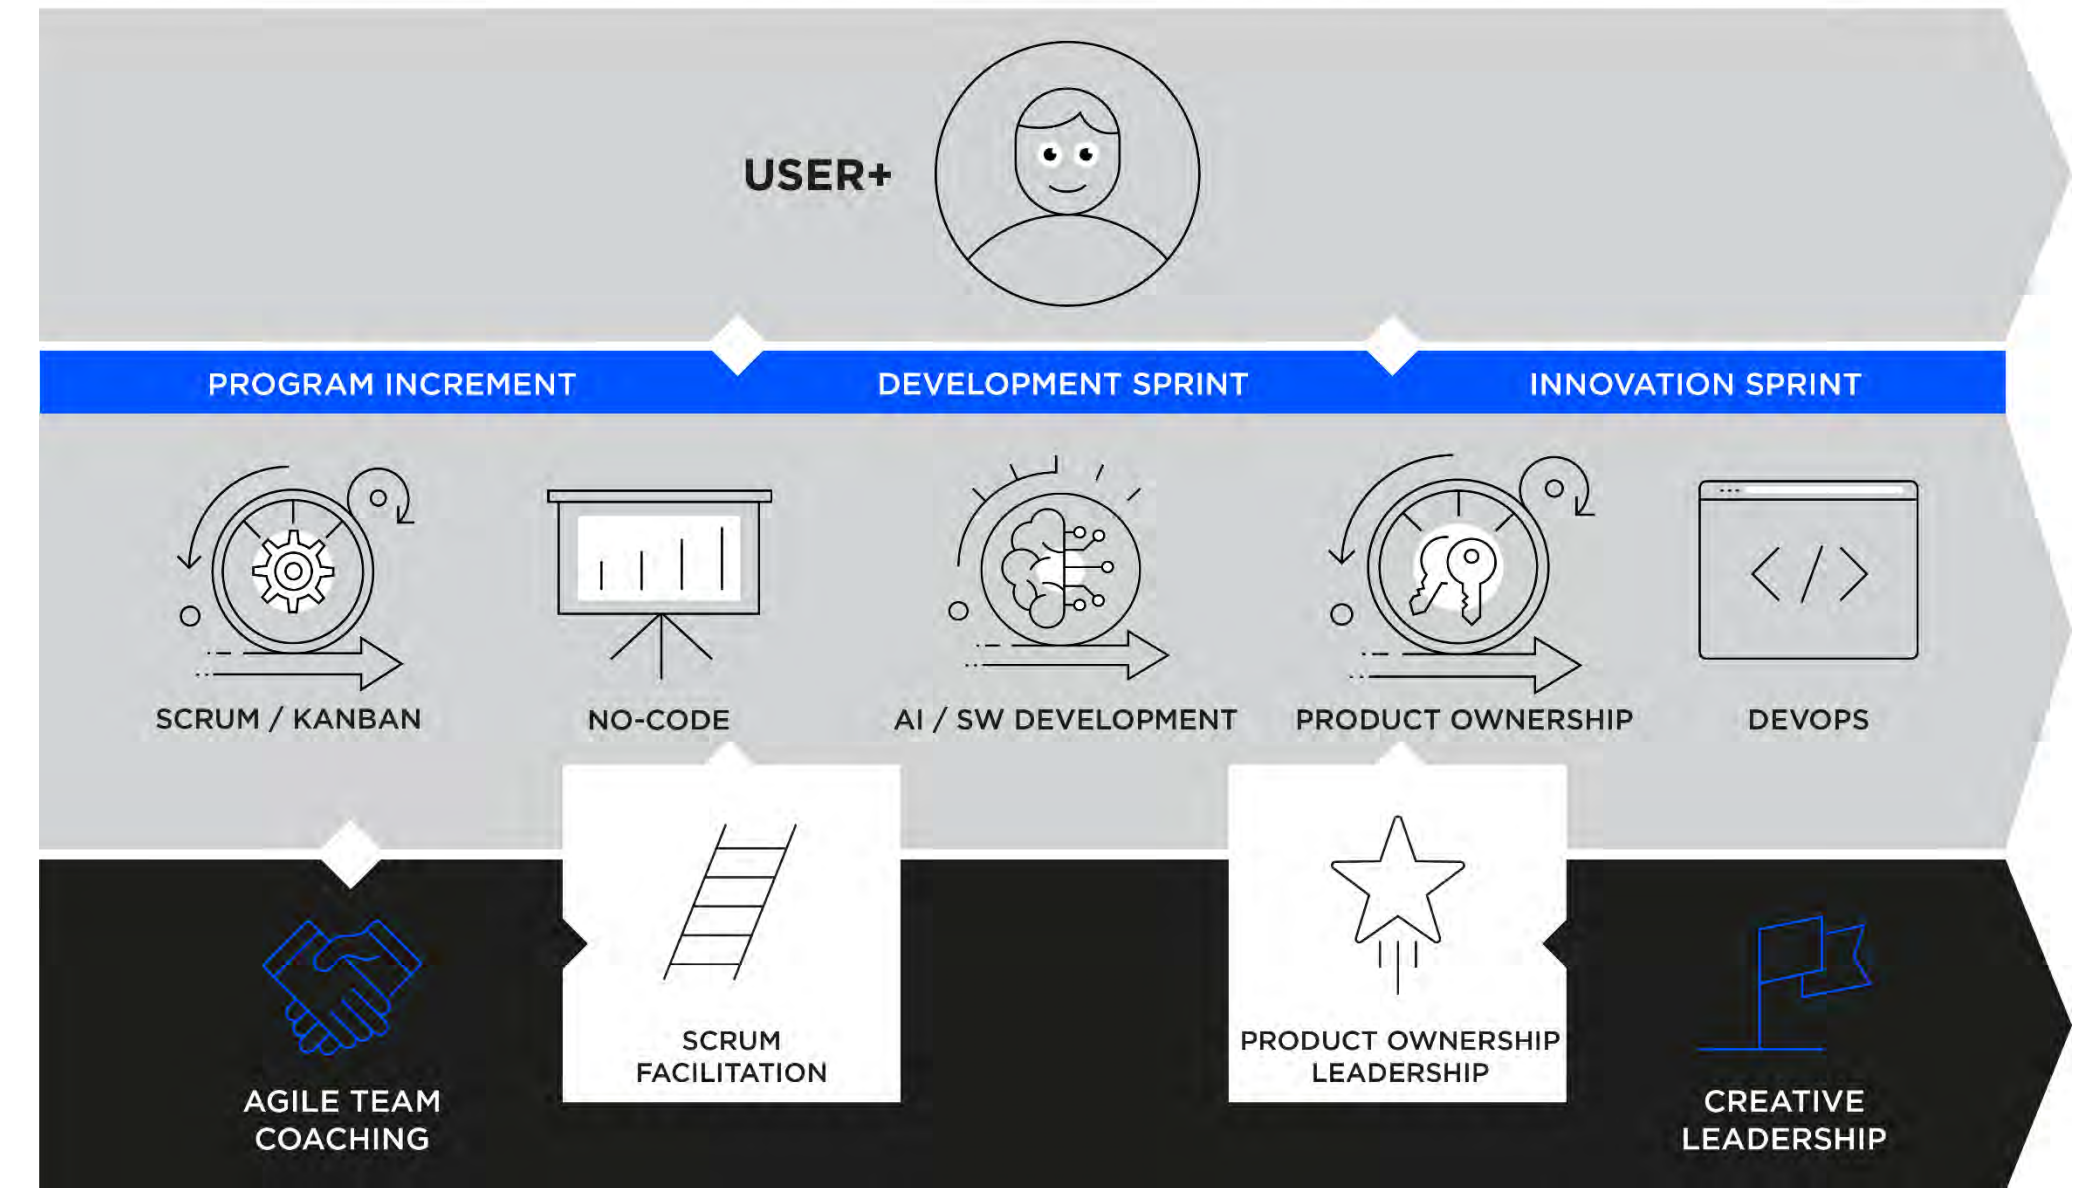 USER+
PROGRAM INCREMENT
DEVELOPMENT SPRINT
INNOVATION SPRINT
SCRUM / KANBAN
NO-CODE
AI / SW DEVELOPMENT
PRODUCT OWNERSHIP
DEVOPS
SCRUM
FACILITATION
PRODUCT OWNERSHIP
LEADERSHIP
AGILE TEAM
COACHING
CREATIVE
LEADERSHIP